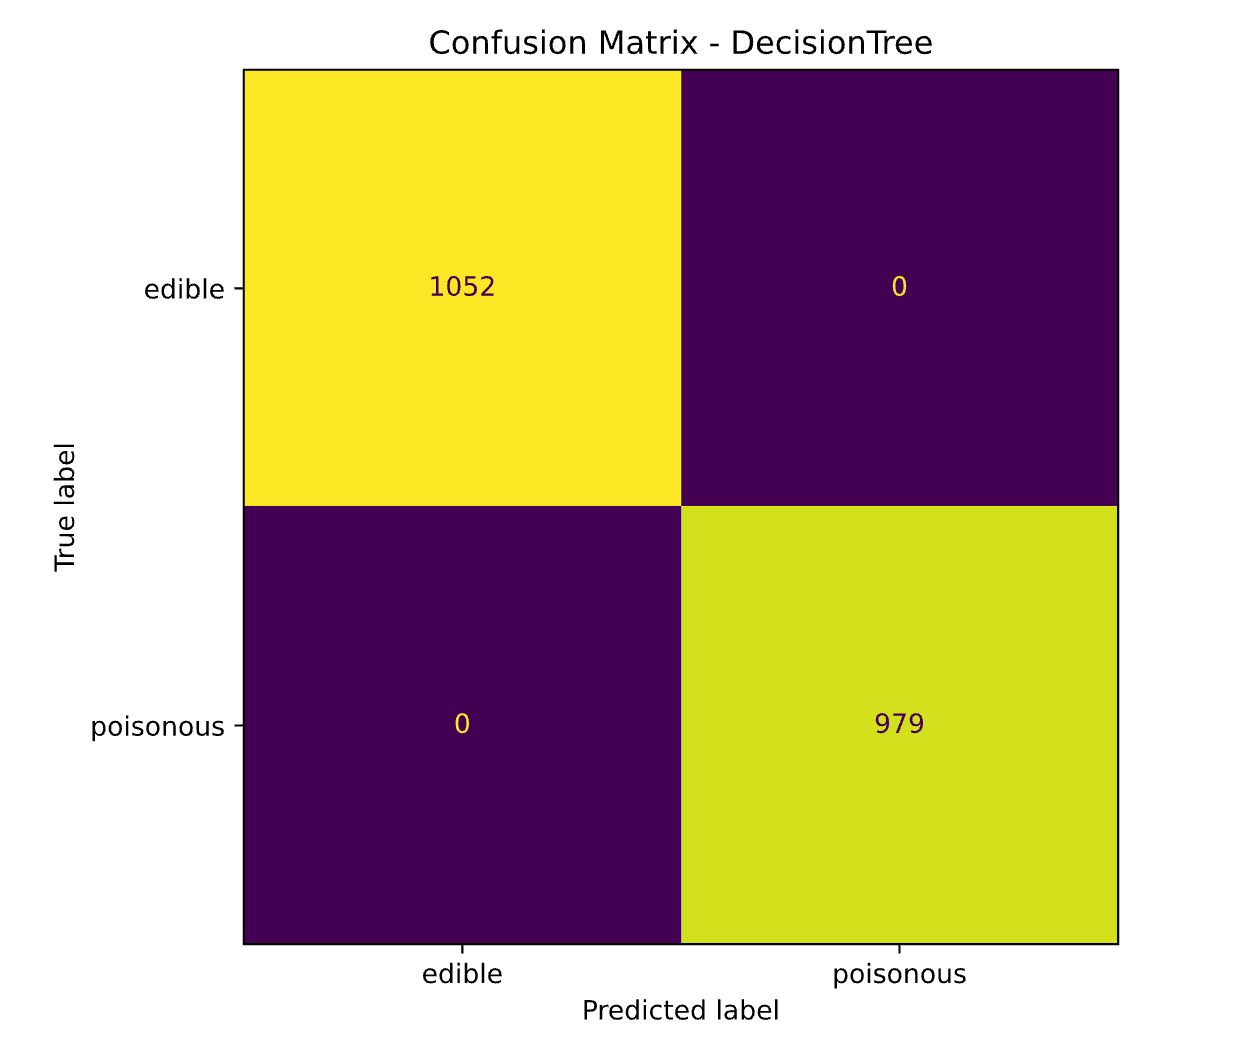 Confusion Matrix - DecisionTree
edible
1052
0
True label
poisonous
0
979
edible
poisonous
Predicted label